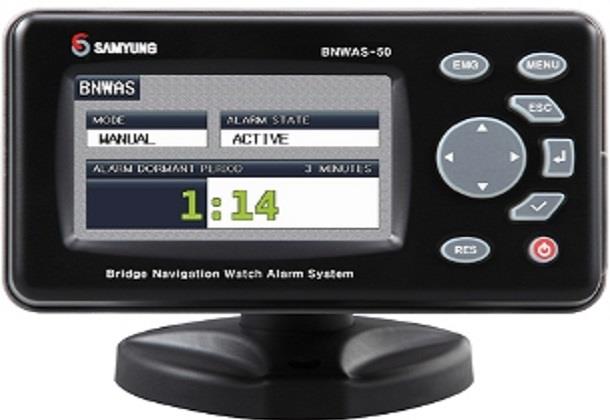 SAMYUNG BNWAS-50
BNWAS
MODE ALARM STATE
MANUAL ACTIVE
ALARM DORMANT PERIOD 3 MINUTES
1:14
Bridge Navigation Watch Alarm System
EMG MENU
ESC
RES